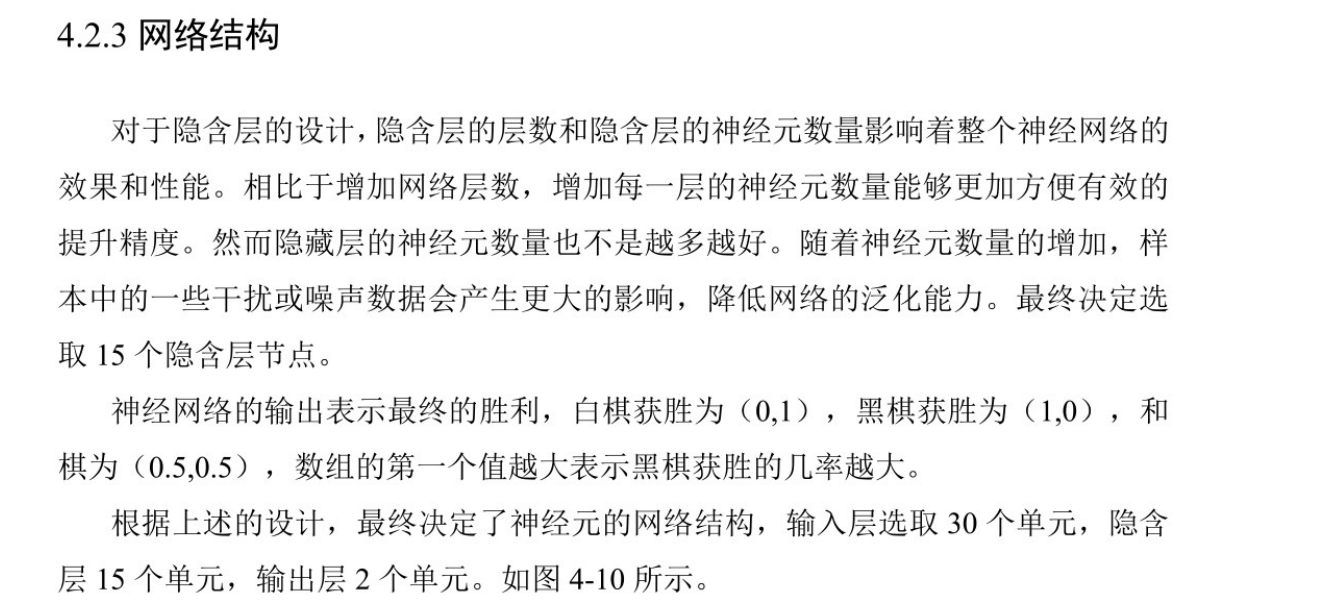 4.2.3 网络结构
对于隐含层的设计，隐含层的层数和隐含层的神经元数量影响着整个神经网络的
效果和性能。相比于增加网络层数，增加每一层的神经元数量能够更加方便有效的
提升精度。然而隐藏层的神经元数量也不是越多越好。随着神经元数量的增加，样
本中的一些干扰或噪声数据会产生更大的影响，降低网络的泛化能力。最终决定选
取 15 个隐含层节点。
神经网络的输出表示最终的胜利，白棋获胜为（0,1），黑棋获胜为（1,0），和
棋为（0.5,0.5），数组的第一个值越大表示黑棋获胜的几率越大。
根据上述的设计，最终决定了神经元的网络结构，输入层选取 30 个单元，隐含
层 15 个单元，输出层 2 个单元。如图 4-10 所示。